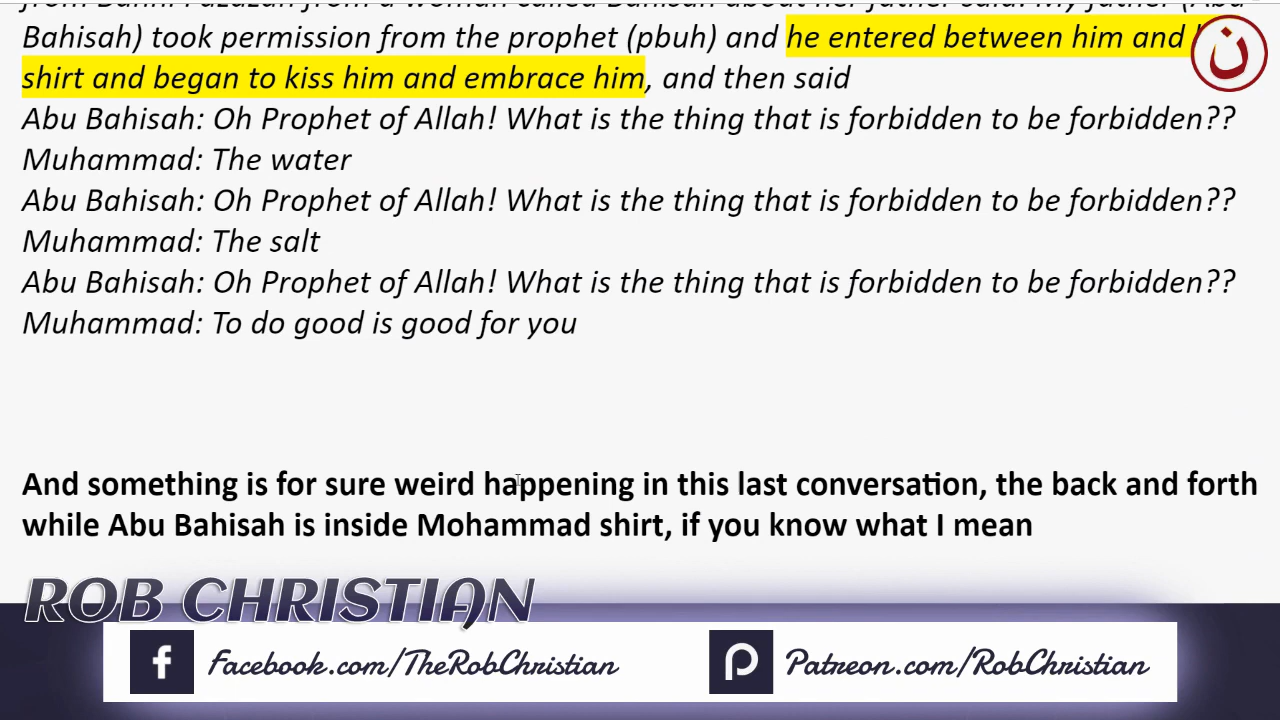 Bahisah) took permission from the prophet (pbuh) and he entered between him and
shirt and began to kiss him and embrace him, and then said
Abu Bahisah: Oh Prophet of Allah! What is the thing that is forbidden to be forbidden??
Muhammad: The water
Abu Bahisah: Oh Prophet of Allah! What is the thing that is forbidden to be forbidden??
Muhammad: The salt
Abu Bahisah: Oh Prophet of Allah! What is the thing that is forbidden to be forbidden??
Muhammad: To do good is good for you
And something is for sure weird happening in this last conversation, the back and forth
while Abu Bahisah is inside Mohammad shirt, if you know what I mean
ROB CHRISTIAN
f Facebook.com/TheRobChristian
Patreon.com/RobChristian
ن